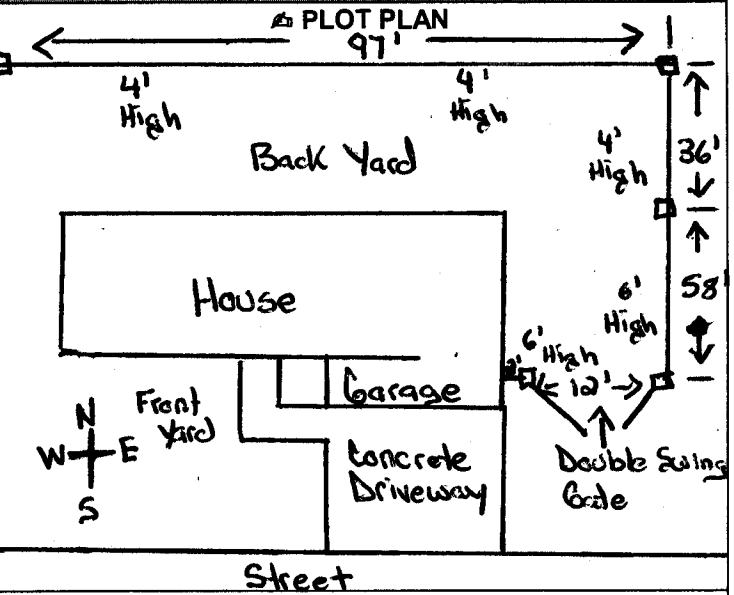 ✍ PLOT PLAN
97'
4'
High
4'
High
Back Yard
4'
High
36'
House
6'
High
58'
6'
High
2'
12'
Garage
Front
Yard
N
W E
S
Concrete
Driveway
Double Swing
Gate
Street